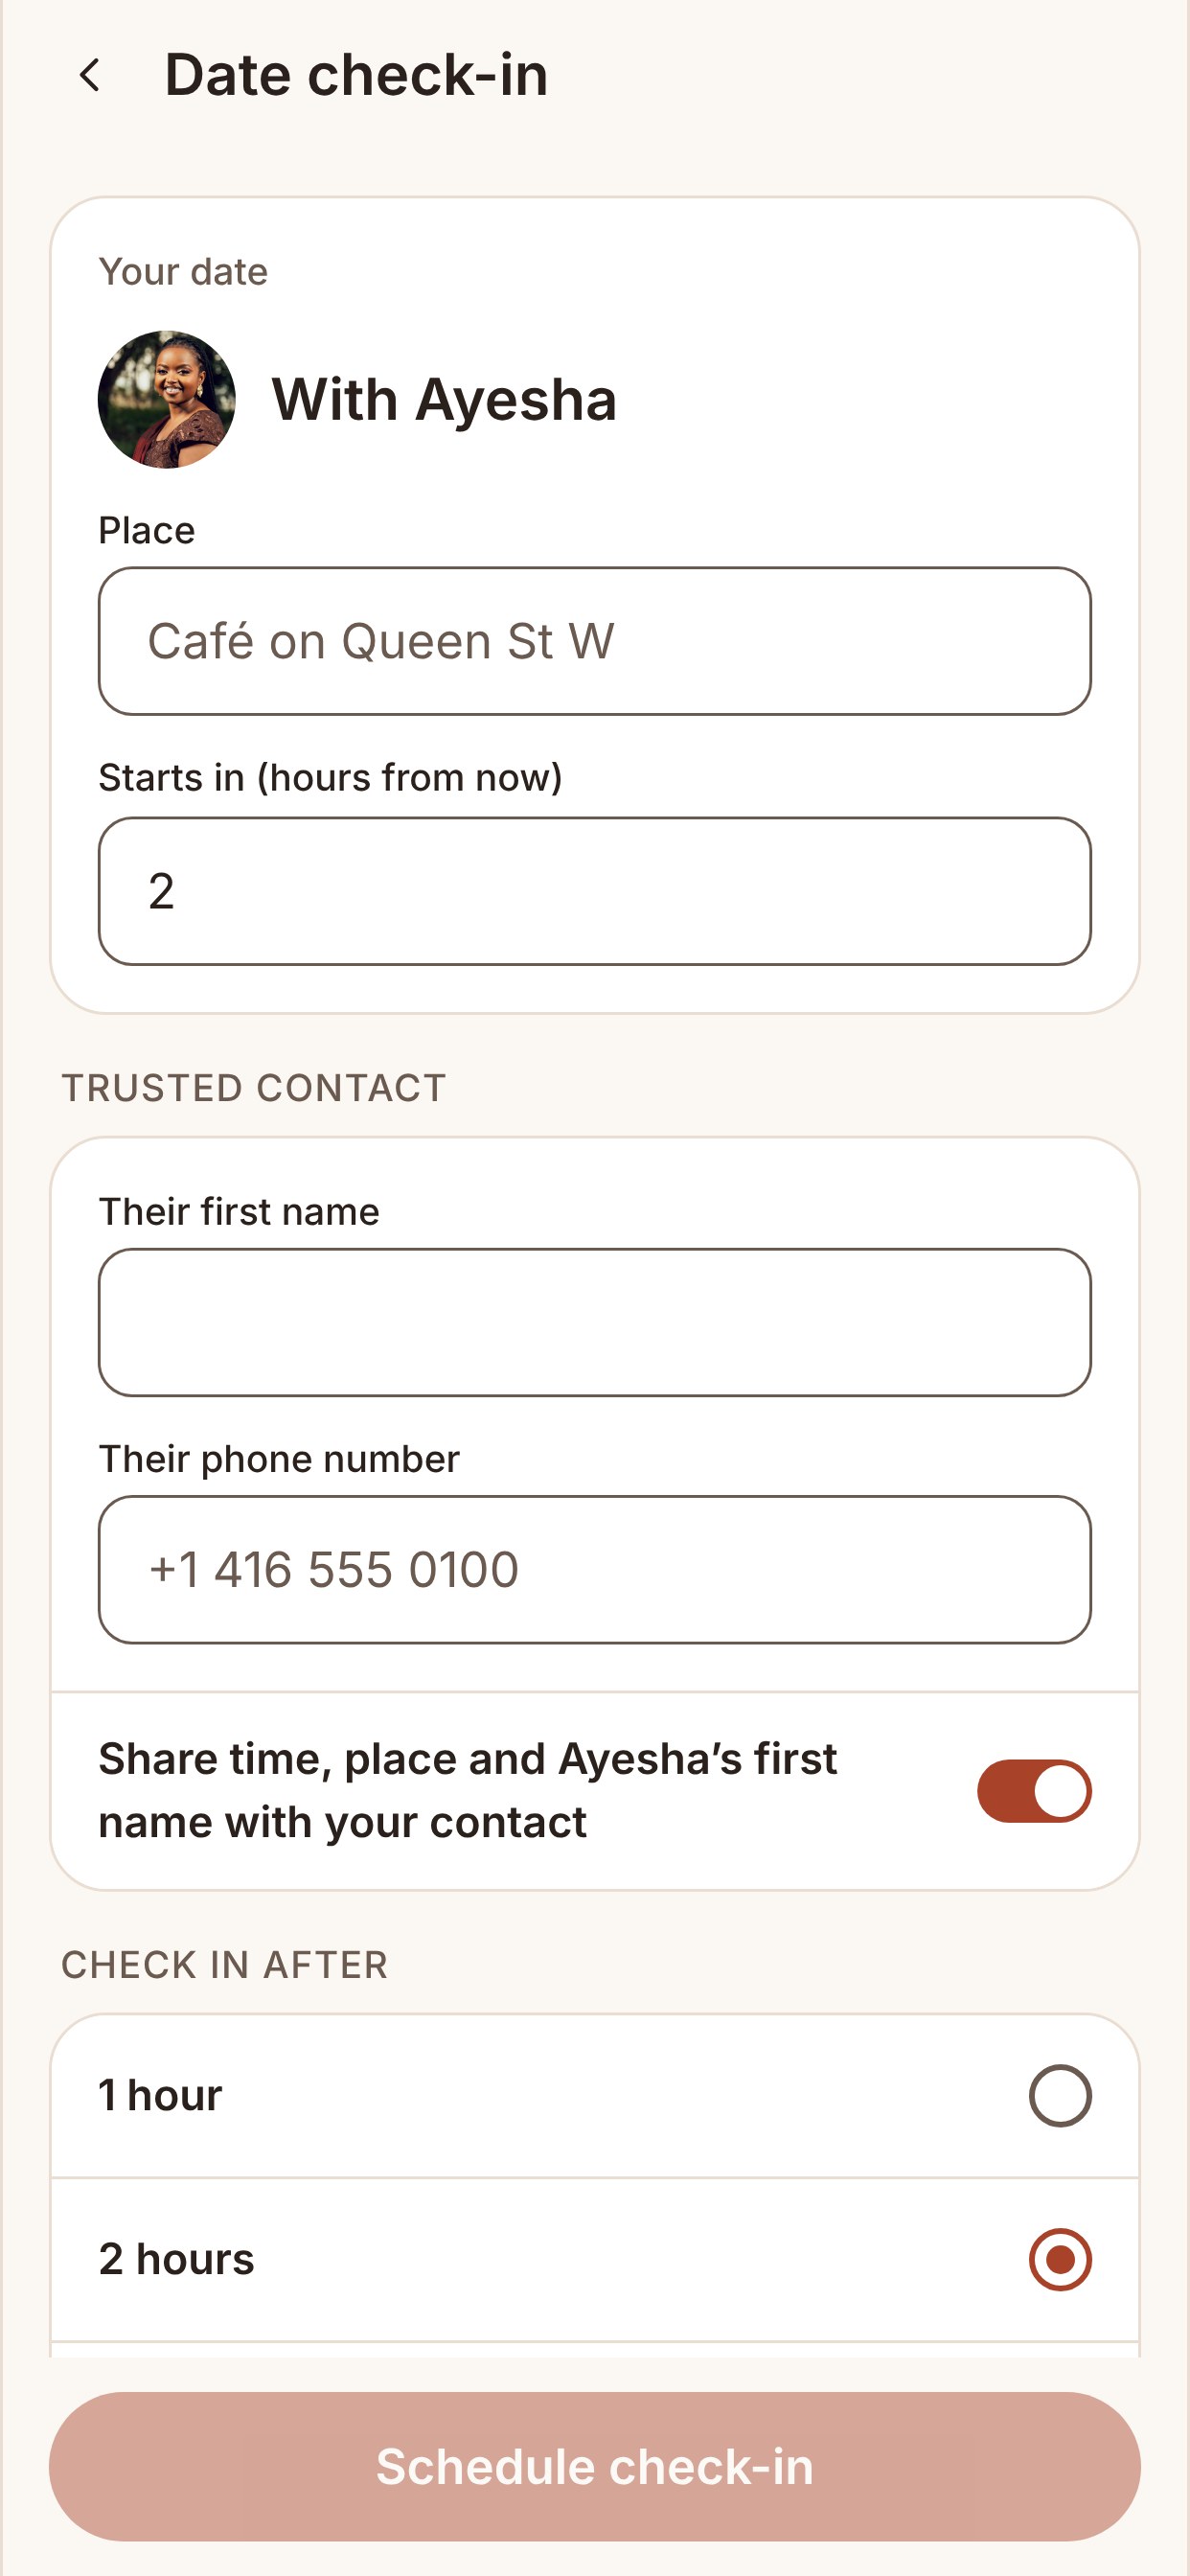 Date check-in
Your date
With Ayesha
Place
Café on Queen St W
Starts in (hours from now)
2
TRUSTED CONTACT
Their first name
Their phone number
+1 416 555 0100
Share time, place and Ayesha’s first
name with your contact
CHECK IN AFTER
1 hour
2 hours
Schedule check-in